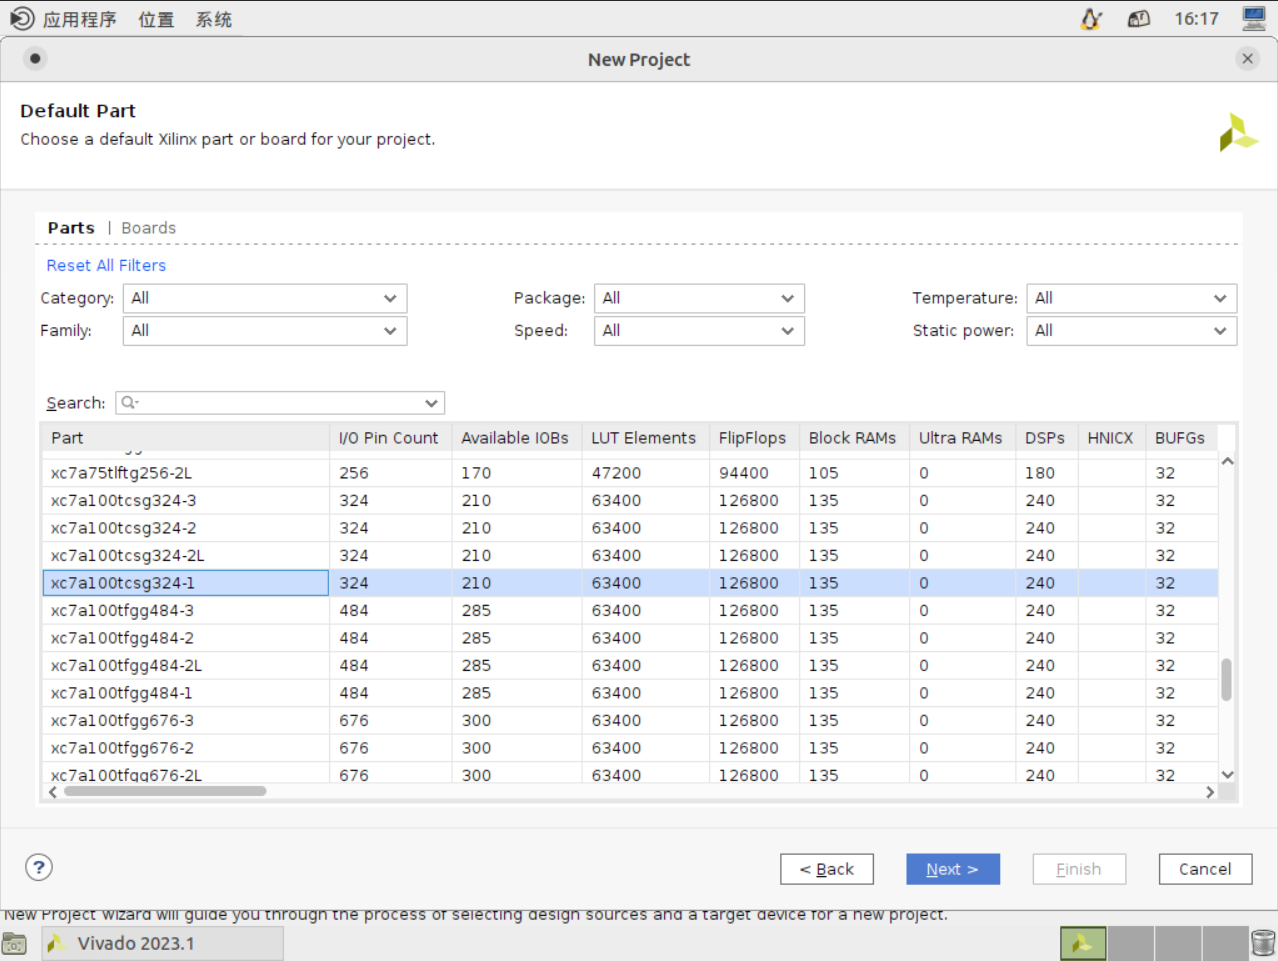 应用程序 位置 系统 16:17
New Project
Default Part
Choose a default Xilinx part or board for your project.
Parts | Boards
Reset All Filters
Category: All Package: All Temperature: All
Family: All Speed: All Static power: All
Search:
Part I/O Pin Count Available IOBs LUT Elements FlipFlops Block RAMs Ultra RAMs DSPs HNICX BUFGs
xc7a75tlftg256-2L 256 170 47200 94400 105 0 180 32
xc7a100tcsg324-3 324 210 63400 126800 135 0 240 32
xc7a100tcsg324-2 324 210 63400 126800 135 0 240 32
xc7a100tcsg324-2L 324 210 63400 126800 135 0 240 32
xc7a100tcsg324-1 324 210 63400 126800 135 0 240 32
xc7a100tfgg484-3 484 285 63400 126800 135 0 240 32
xc7a100tfgg484-2 484 285 63400 126800 135 0 240 32
xc7a100tfgg484-2L 484 285 63400 126800 135 0 240 32
xc7a100tfgg484-1 484 285 63400 126800 135 0 240 32
xc7a100tfgg676-3 676 300 63400 126800 135 0 240 32
xc7a100tfgg676-2 676 300 63400 126800 135 0 240 32
xc7a100tfgg676-2L 676 300 63400 126800 135 0 240 32
? < Back Next > Finish Cancel
New Project Wizard will guide you through the process of selecting design sources and a target device for a new project.
Vivado 2023.1